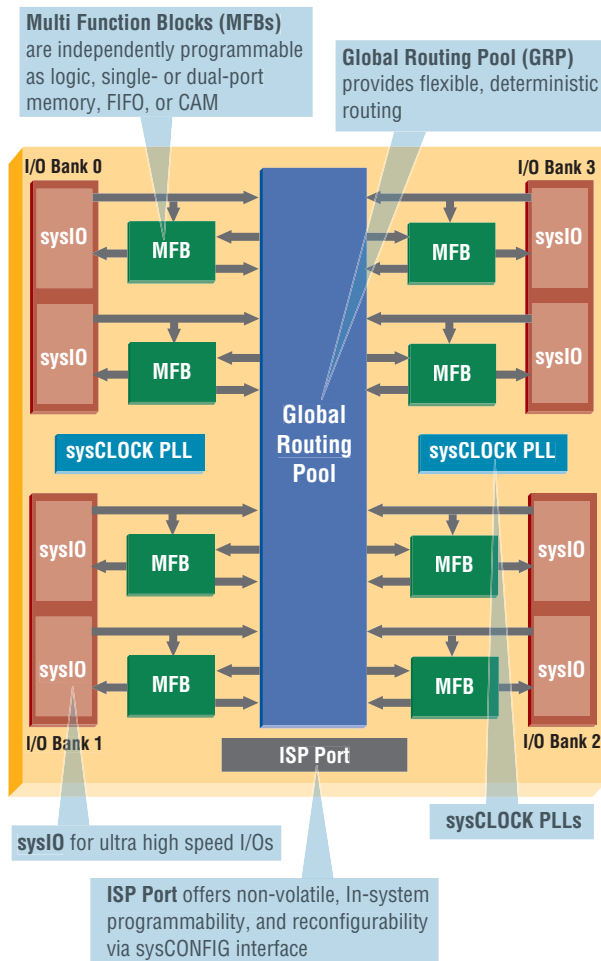 Multi Function Blocks (MFBs)
are independently programmable
as logic, single- or dual-port
memory, FIFO, or CAM
Global Routing Pool (GRP)
provides flexible, deterministic
routing
I/O Bank 0
I/O Bank 3
sysIO
MFB
MFB
sysIO
sysIO
MFB
MFB
sysIO
Global
Routing
Pool
sysCLOCK PLL
sysCLOCK PLL
sysIO
MFB
MFB
sysIO
sysIO
MFB
MFB
sysIO
I/O Bank 1
I/O Bank 2
ISP Port
sysIO for ultra high speed I/Os
sysCLOCK PLLs
ISP Port offers non-volatile, In-system
programmability, and reconfigurability
via sysCONFIG interface